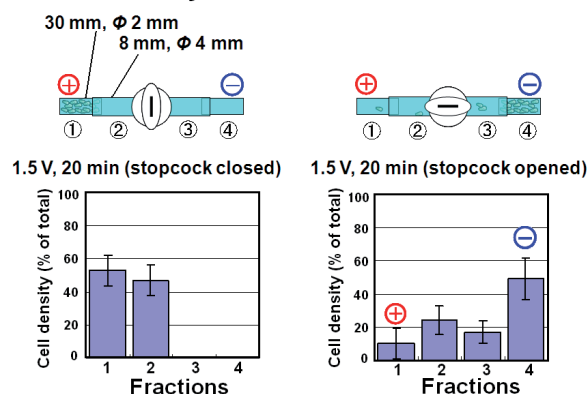 30 mm, Φ 2 mm
8 mm, Φ 4 mm
+ −
① ② ③ ④
+ −
① ② ③ ④
1.5 V, 20 min (stopcock closed)
Cell density (% of total)
100
80
60
40
20
0
1 2 3 4
Fractions
1.5 V, 20 min (stopcock opened)
Cell density (% of total)
100
80
60
40
20
0
+ −
1 2 3 4
Fractions